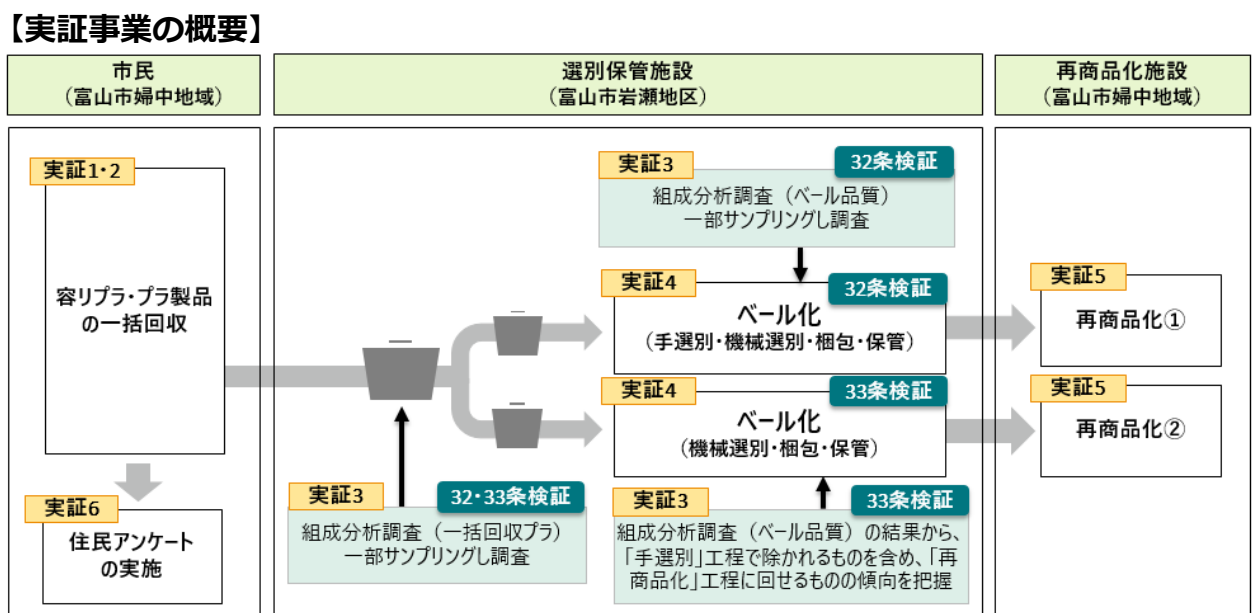 【実証事業の概要】
市民
（富山市婦中地域）
選別保管施設
（富山市岩瀬地区）
再商品化施設
（富山市婦中地域）
実証1・2
容リプラ・プラ製品
の一括回収
実証6
住民アンケート
の実施
実証3
32条検証
組成分析調査（ベール品質）
一部サンプリングし調査
実証4
32条検証
ベール化
（手選別・機械選別・梱包・保管）
実証4
33条検証
ベール化
（機械選別・梱包・保管）
実証3
32・33条検証
組成分析調査（一括回収プラ）
一部サンプリングし調査
実証3
33条検証
組成分析調査（ベール品質）の結果から、
「手選別」工程で除かれるものを含め、「再
商品化」工程に回せるものの傾向を把握
実証5
再商品化①
実証5
再商品化②